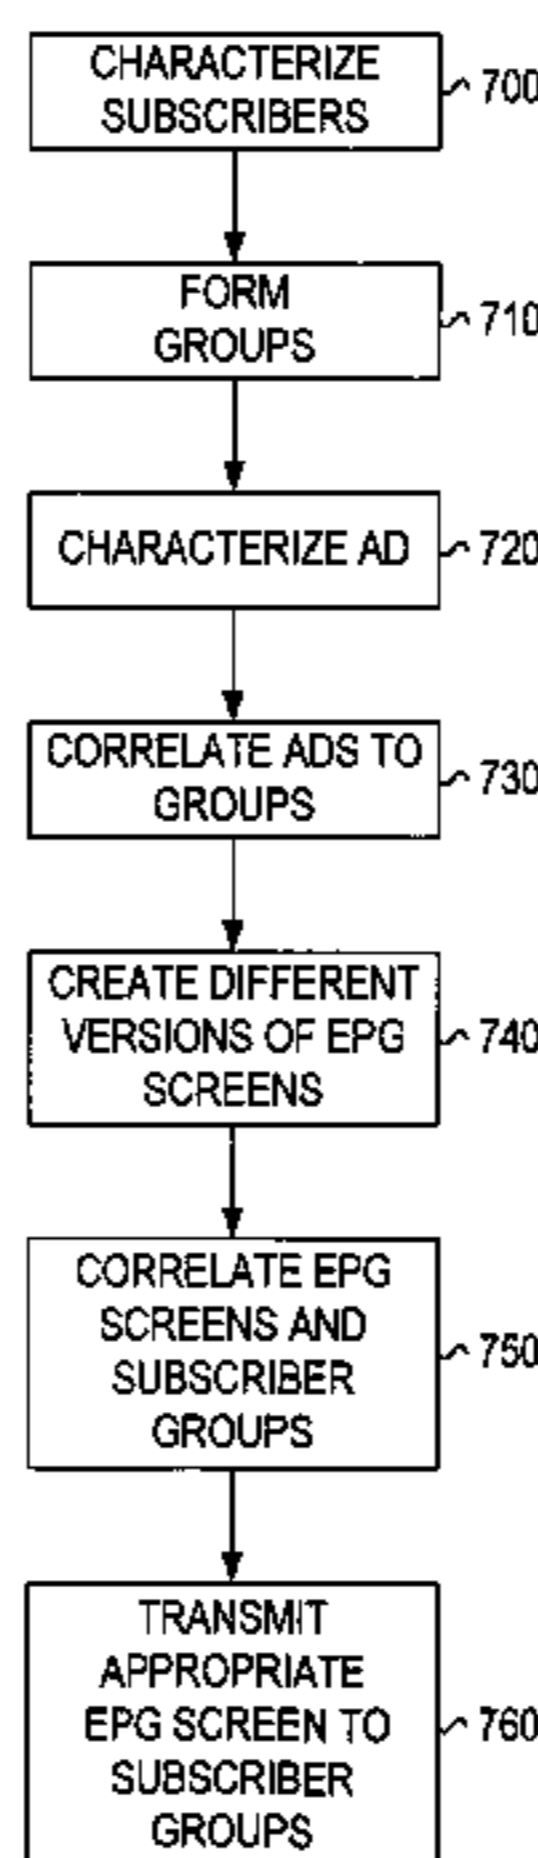 CHARACTERIZE
SUBSCRIBERS
700
FORM
GROUPS
710
CHARACTERIZE AD
720
CORRELATE ADS TO
GROUPS
730
CREATE DIFFERENT
VERSIONS OF EPG
SCREENS
740
CORRELATE EPG
SCREENS AND
SUBSCRIBER
GROUPS
750
TRANSMIT
APPROPRIATE
EPG SCREEN TO
SUBSCRIBER
GROUPS
760